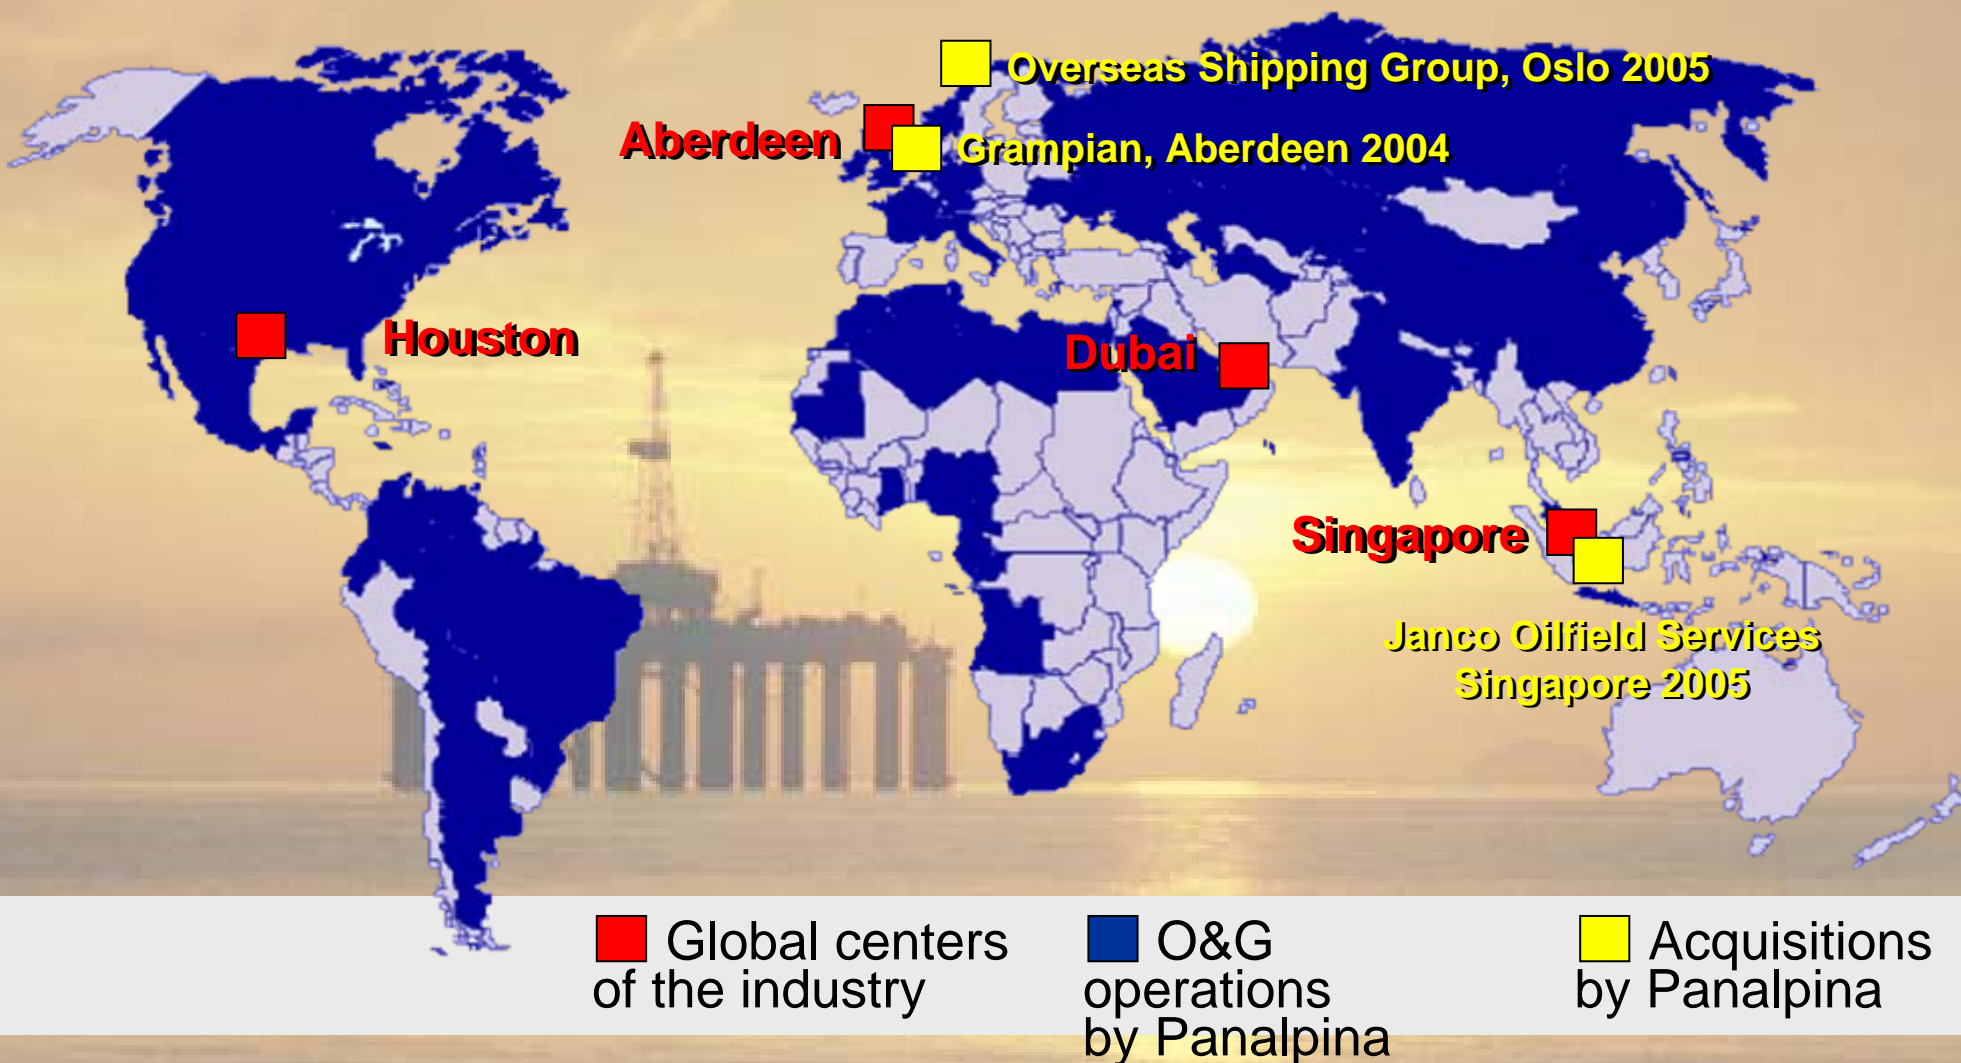 Overseas Shipping Group, Oslo 2005
Aberdeen
Grampian, Aberdeen 2004
Houston
Dubai
Singapore
Janco Oilfield Services
Singapore 2005
Global centers
of the industry
O&G
operations
by Panalpina
Acquisitions
by Panalpina